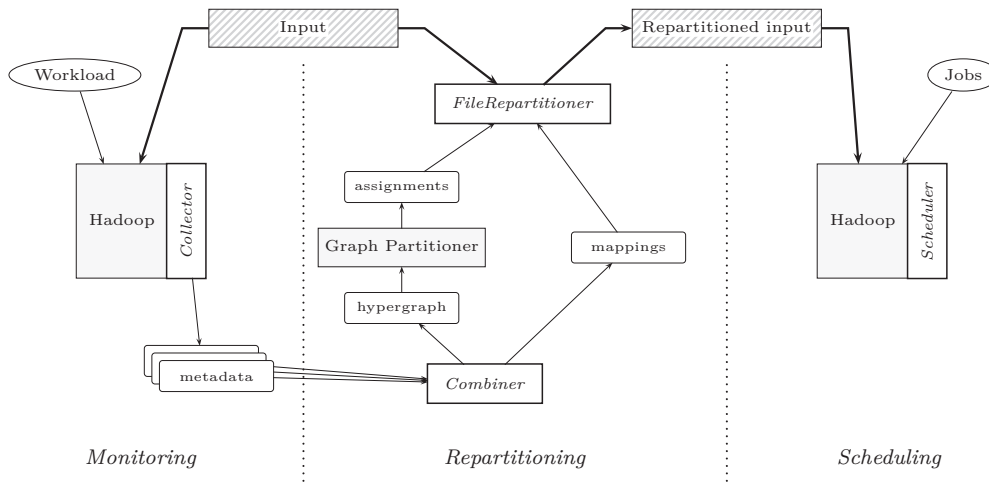 Input
Repartitioned input
Workload
FileRepartitioner
Jobs
assignments
Hadoop
Collector
Graph Partitioner
mappings
Hadoop
Scheduler
hypergraph
metadata
Combiner
Monitoring
Repartitioning
Scheduling